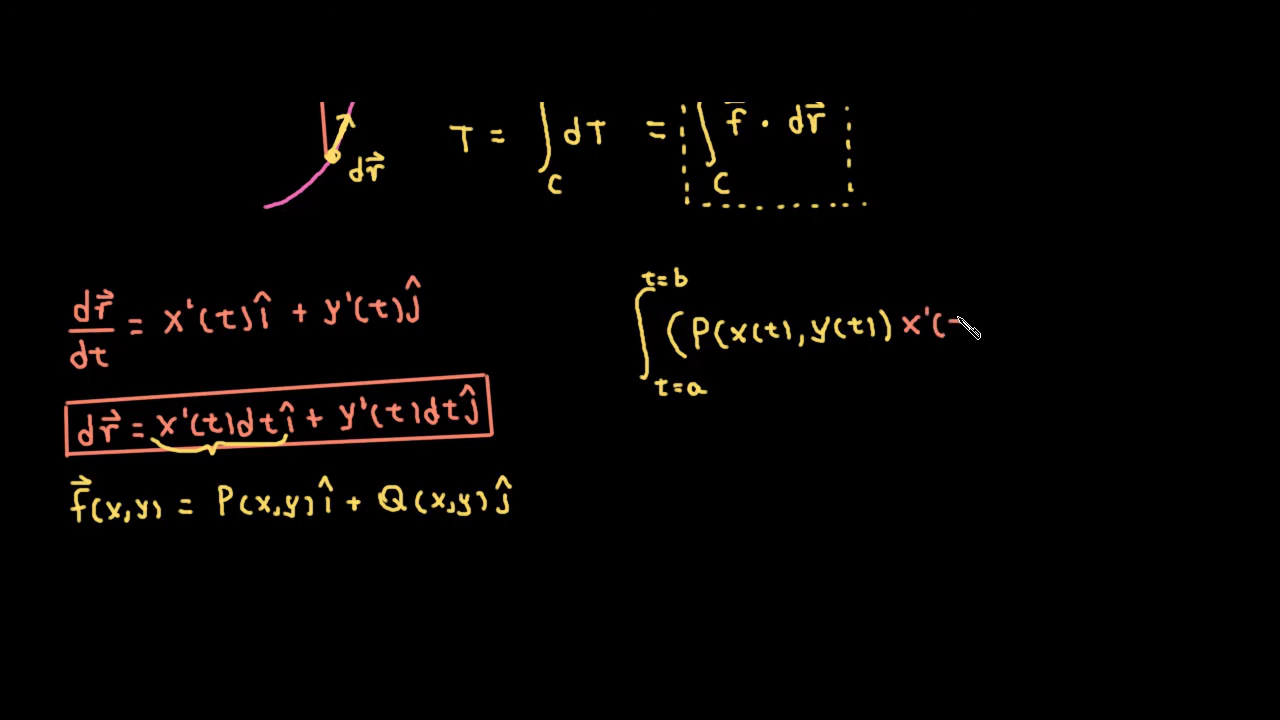 T = ∫_C dT = ∫_C f · dr⃗
dr⃗
dr⃗/dt = x'(t)î + y'(t)ĵ
dr⃗ = x'(t)dt î + y'(t)dt ĵ
f⃗(x,y) = P(x,y)î + Q(x,y)ĵ
t=b
∫ (P(x(t),y(t)) x'(
t=a